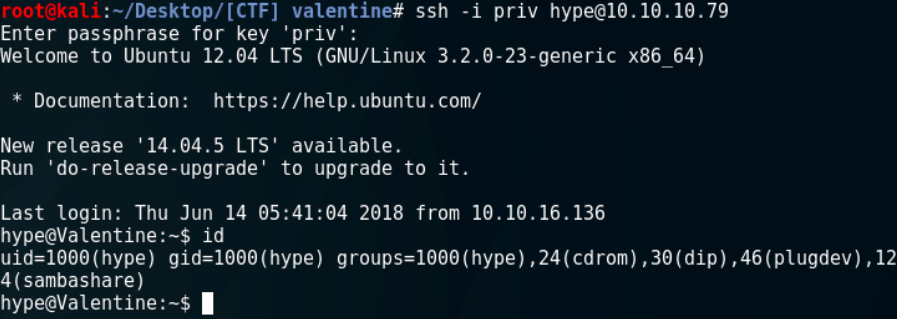 root@kali:~/Desktop/[CTF] valentine# ssh -i priv hype@10.10.10.79
Enter passphrase for key 'priv':
Welcome to Ubuntu 12.04 LTS (GNU/Linux 3.2.0-23-generic x86_64)
 * Documentation:  https://help.ubuntu.com/
New release '14.04.5 LTS' available.
Run 'do-release-upgrade' to upgrade to it.
Last login: Thu Jun 14 05:41:04 2018 from 10.10.16.136
hype@Valentine:~$ id
uid=1000(hype) gid=1000(hype) groups=1000(hype),24(cdrom),30(dip),46(plugdev),12
4(sambashare)
hype@Valentine:~$